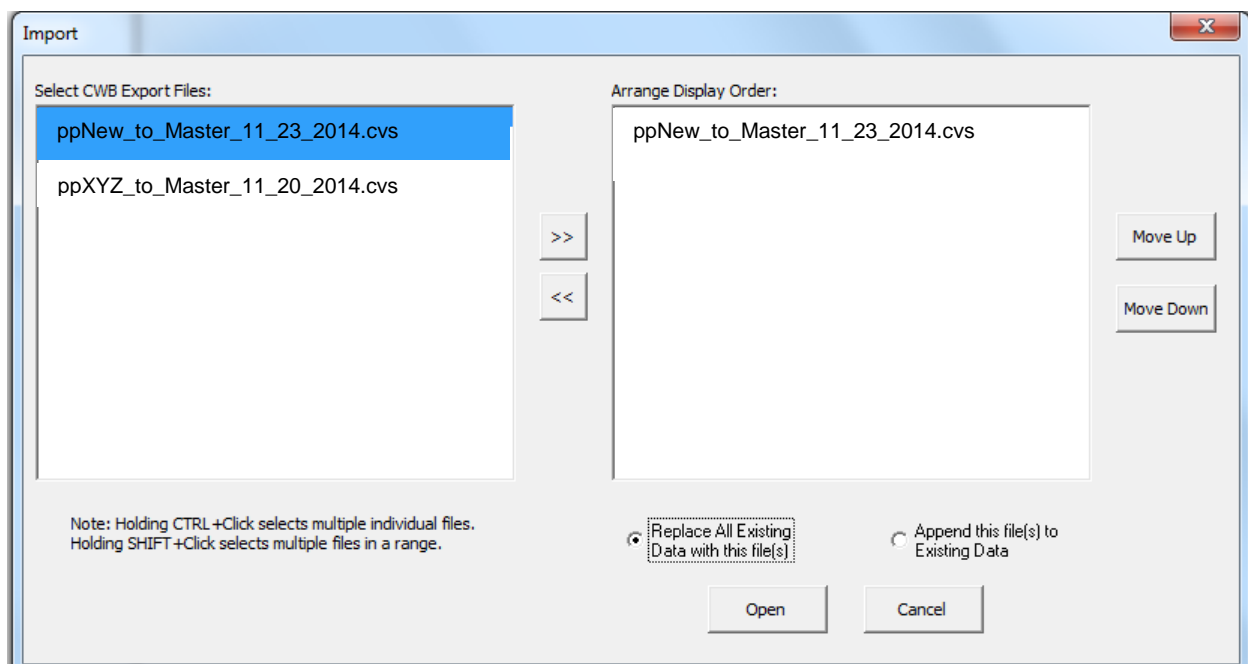 Import
Select CWB Export Files:
Arrange Display Order:
ppNew_to_Master_11_23_2014.cvs
ppNew_to_Master_11_23_2014.cvs
ppXYZ_to_Master_11_20_2014.cvs
>>
Move Up
<<
Move Down
Note: Holding CTRL+Click selects multiple individual files.
Holding SHIFT+Click selects multiple files in a range.
Replace All Existing
Data with this file(s)
Append this file(s) to
Existing Data
Open
Cancel